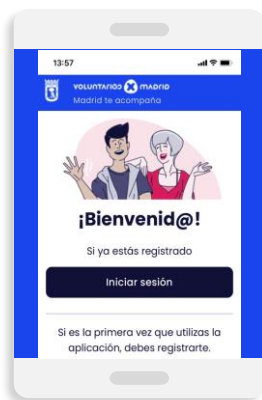 13:57
VOLUNTARIOS X MADRID
Madrid te acompaña
¡Bienvenid@!
Si ya estás registrado
Iniciar sesión
Si es la primera vez que utilizas la
aplicación, debes registrarte.